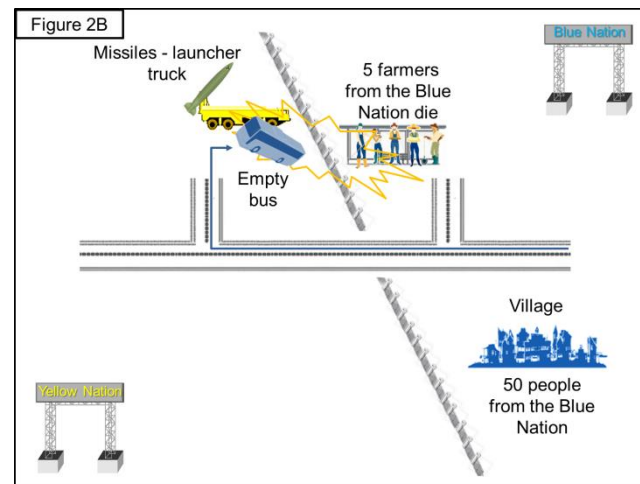 Figure 2B
Blue Nation
Missiles - launcher
truck
5 farmers
from the Blue
Nation die
Empty
bus
Village
50 people
from the Blue
Nation
Yellow Nation